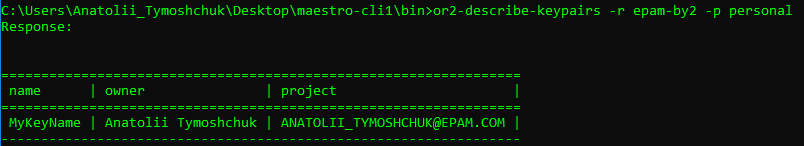 C:\Users\Anatolii_Tymoshchuk\Desktop\maestro-cli1\bin>or2-describe-keypairs -r epam-by2 -p personal
Response:
================================================================
name | owner | project |
================================================================
MyKeyName | Anatolii Tymoshchuk | ANATOLII_TYMOSHCHUK@EPAM.COM |
----------------------------------------------------------------